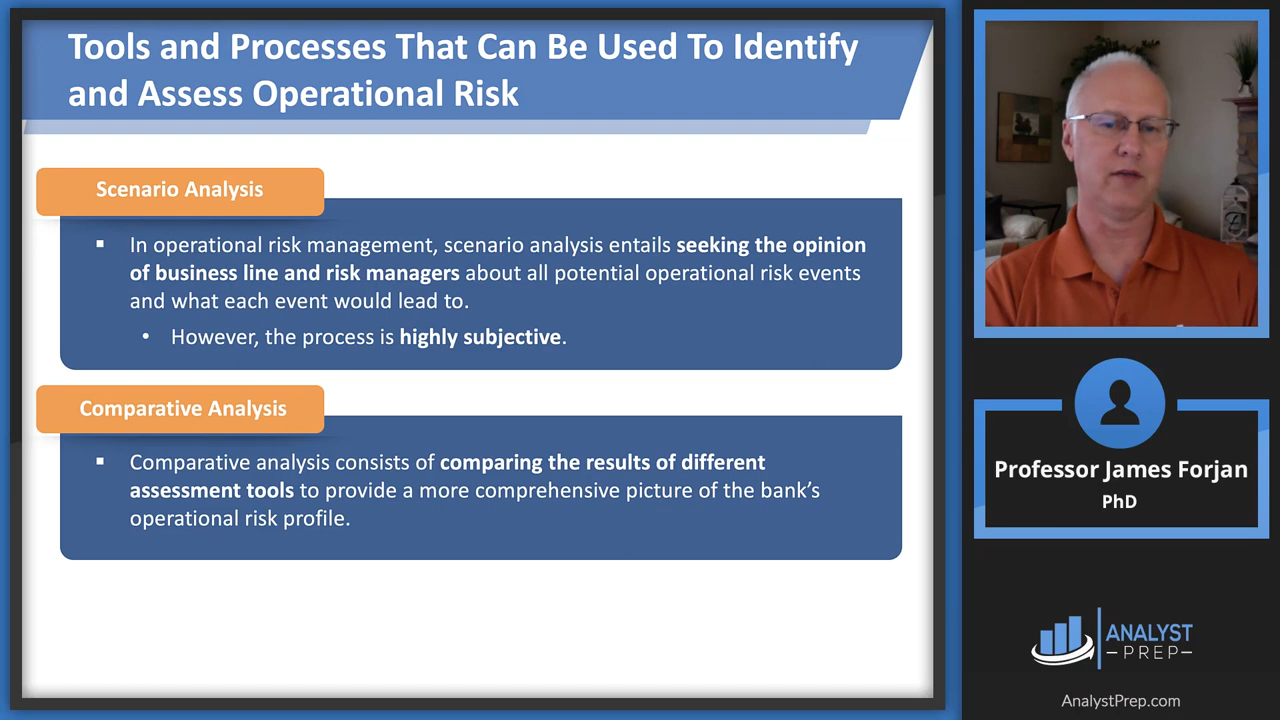 Tools and Processes That Can Be Used To Identify
and Assess Operational Risk
Scenario Analysis
▪ In operational risk management, scenario analysis entails seeking the opinion
of business line and risk managers about all potential operational risk events
and what each event would lead to.
• However, the process is highly subjective.
Comparative Analysis
▪ Comparative analysis consists of comparing the results of different
assessment tools to provide a more comprehensive picture of the bank’s
operational risk profile.
Professor James Forjan
PhD
ANALYST
–PREP–
AnalystPrep.com